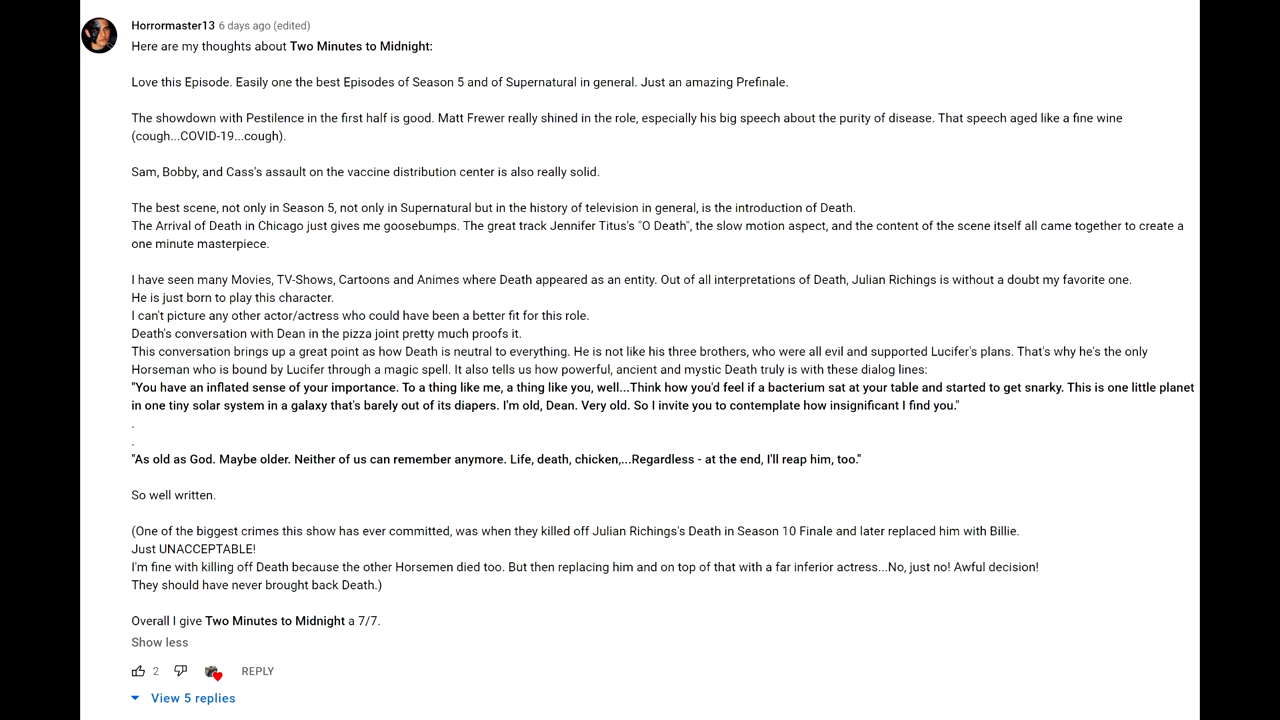 Horrormaster13 6 days ago (edited)
Here are my thoughts about Two Minutes to Midnight:
Love this Episode. Easily one the best Episodes of Season 5 and of Supernatural in general. Just an amazing Prefinale.
The showdown with Pestilence in the first half is good. Matt Frewer really shined in the role, especially his big speech about the purity of disease. That speech aged like a fine wine
(cough...COVID-19...cough).
Sam, Bobby, and Cass's assault on the vaccine distribution center is also really solid.
The best scene, not only in Season 5, not only in Supernatural but in the history of television in general, is the introduction of Death.
The Arrival of Death in Chicago just gives me goosebumps. The great track Jennifer Titus's "O Death", the slow motion aspect, and the content of the scene itself all came together to create a
one minute masterpiece.
I have seen many Movies, TV-Shows, Cartoons and Animes where Death appeared as an entity. Out of all interpretations of Death, Julian Richings is without a doubt my favorite one.
He is just born to play this character.
I can't picture any other actor/actress who could have been a better fit for this role.
Death's conversation with Dean in the pizza joint pretty much proofs it.
This conversation brings up a great point as how Death is neutral to everything. He is not like his three brothers, who were all evil and supported Lucifer's plans. That's why he's the only
Horseman who is bound by Lucifer through a magic spell. It also tells us how powerful, ancient and mystic Death truly is with these dialog lines:
"You have an inflated sense of your importance. To a thing like me, a thing like you, well...Think how you'd feel if a bacterium sat at your table and started to get snarky. This is one little planet
in one tiny solar system in a galaxy that's barely out of its diapers. I'm old, Dean. Very old. So I invite you to contemplate how insignificant I find you."
.
.
"As old as God. Maybe older. Neither of us can remember anymore. Life, death, chicken,...Regardless - at the end, I'll reap him, too."
So well written.
(One of the biggest crimes this show has ever committed, was when they killed off Julian Richings's Death in Season 10 Finale and later replaced him with Billie.
Just UNACCEPTABLE!
I'm fine with killing off Death because the other Horsemen died too. But then replacing him and on top of that with a far inferior actress...No, just no! Awful decision!
They should have never brought back Death.)
Overall I give Two Minutes to Midnight a 7/7.
Show less
2 REPLY
View 5 replies